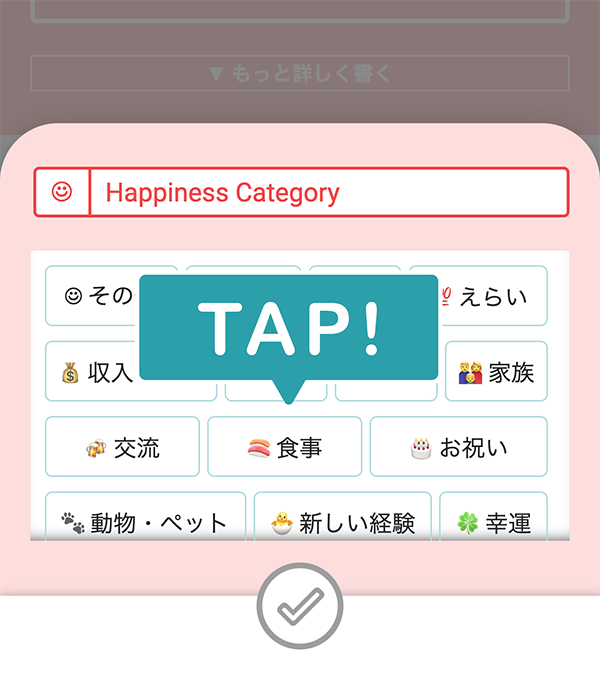 ▼ もっと詳しく書く
Happiness Category
その
えらい
TAP!
収入
家族
交流
食事
お祝い
動物・ペット
新しい経験
幸運